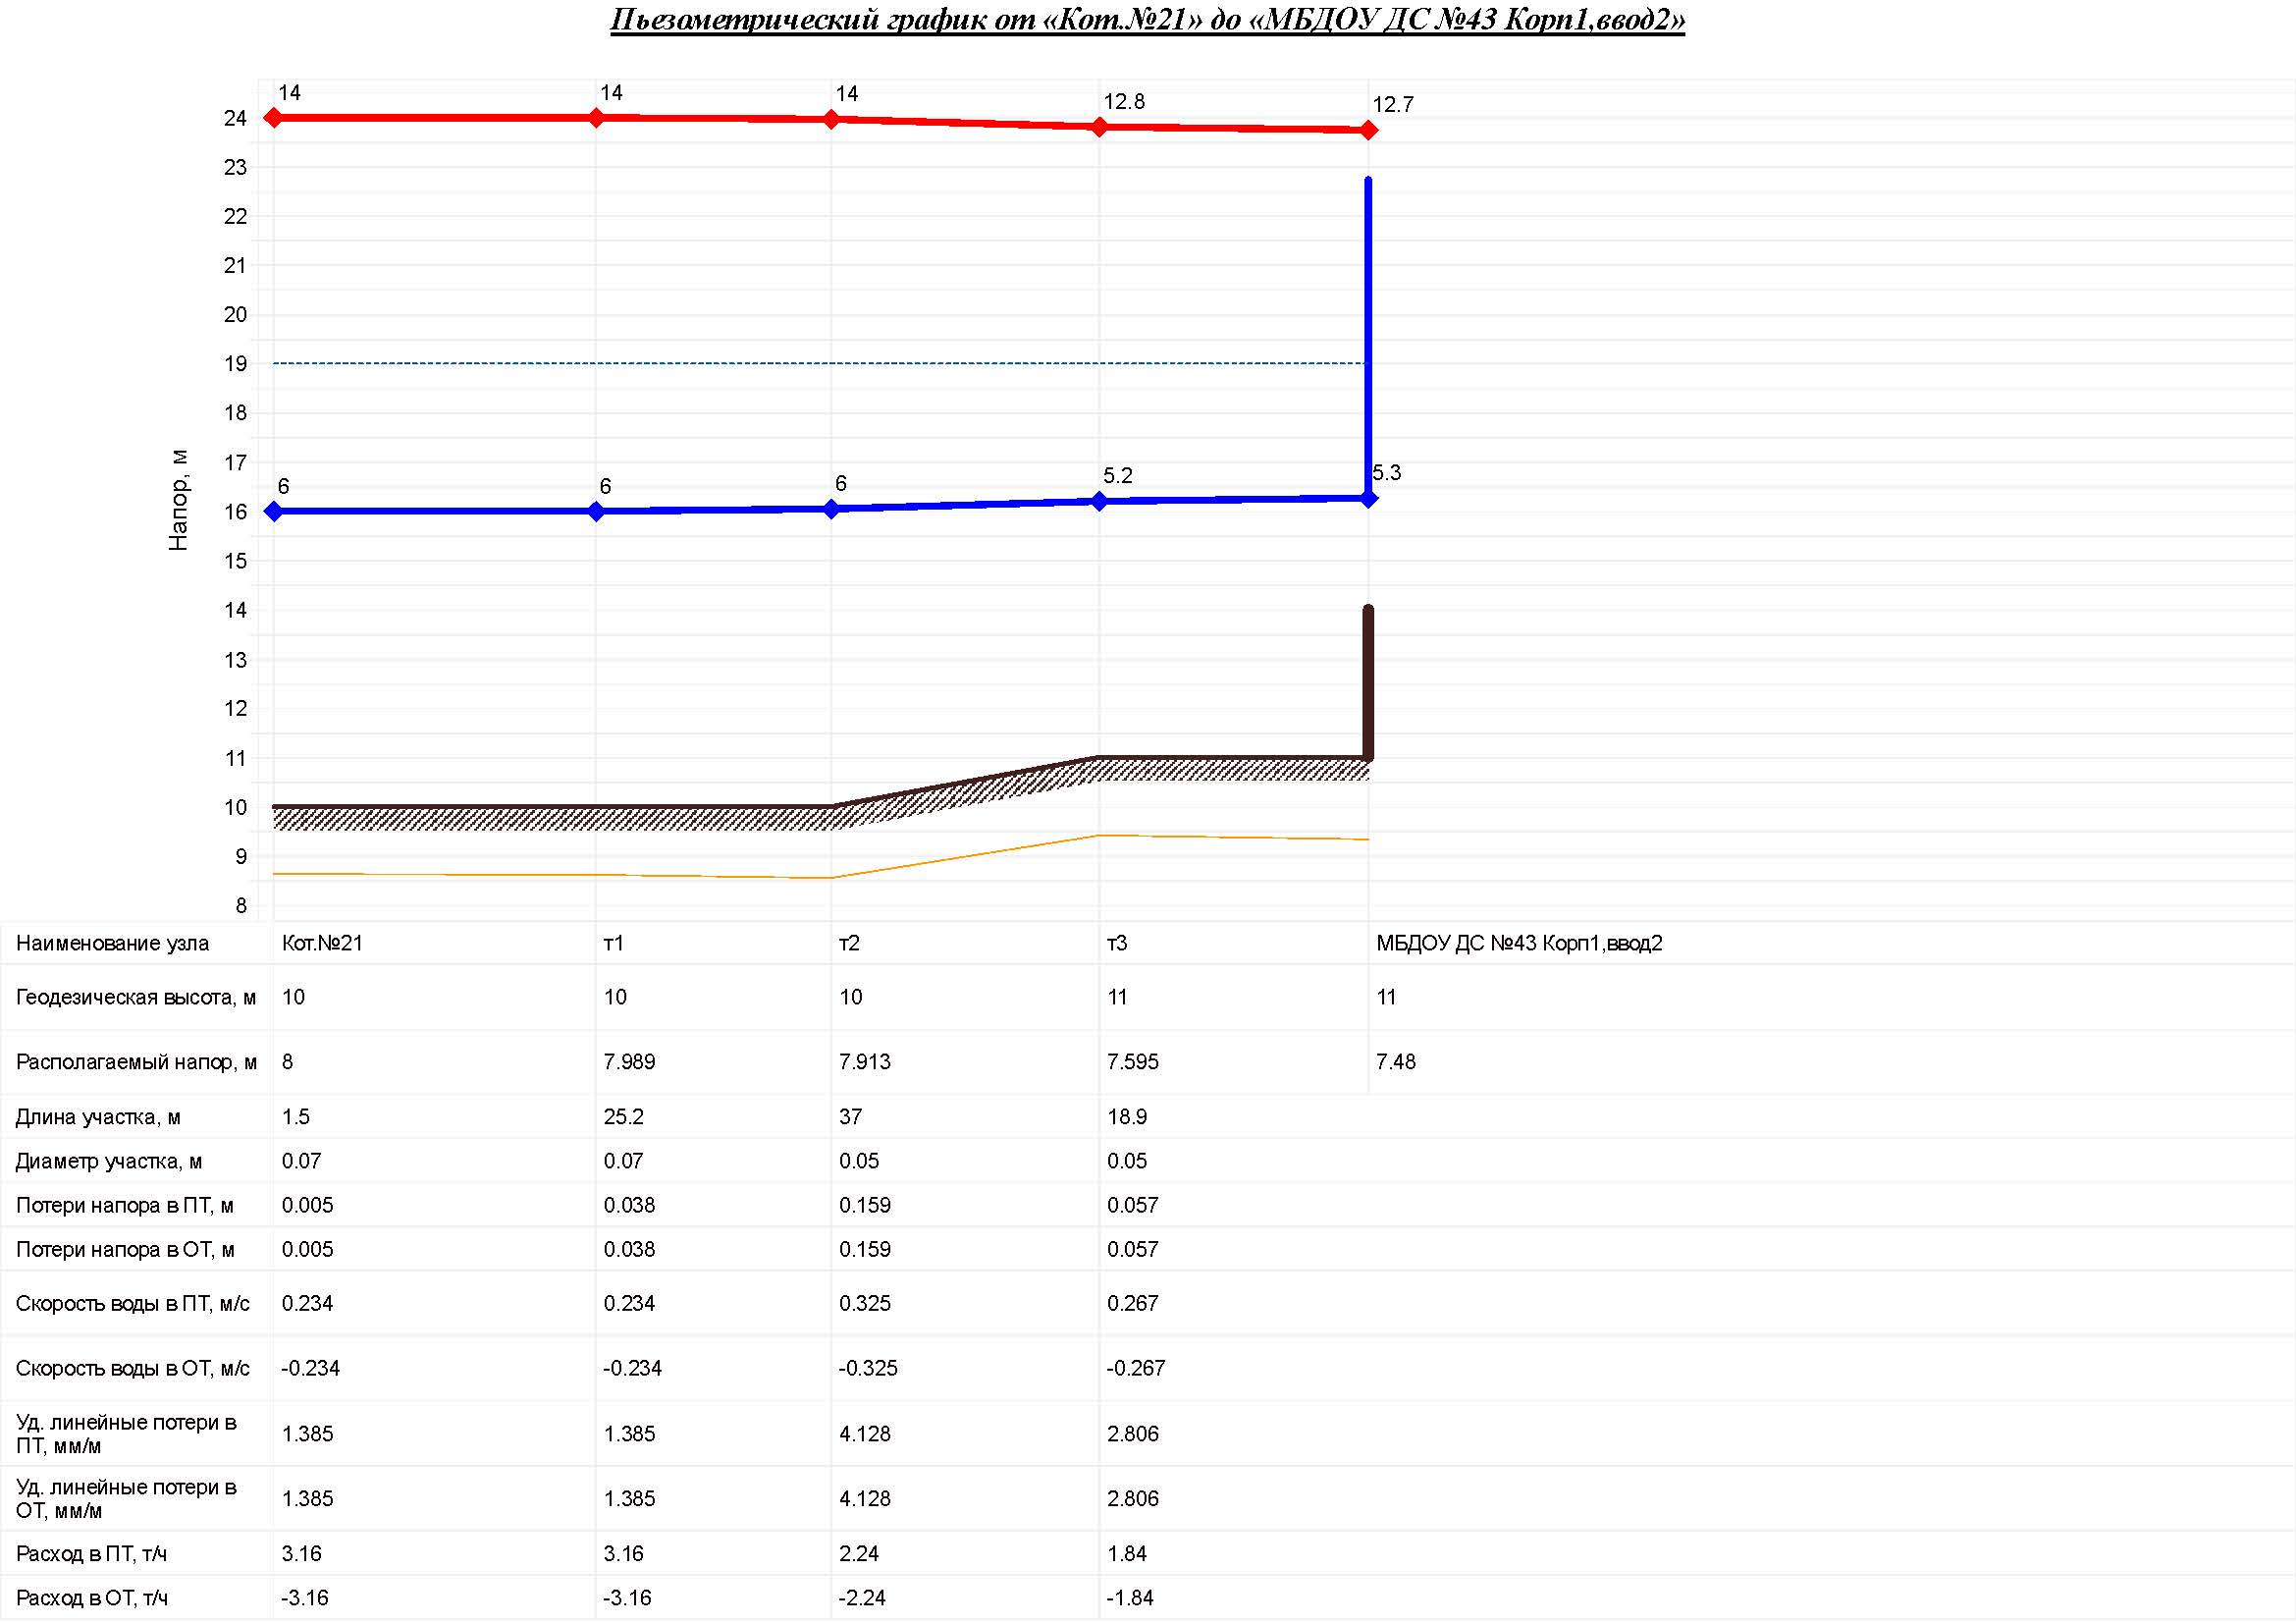 Пьезометрический график от «Кот.№21» до «МБДОУ ДС №43 Корп1,ввод2»
14 14 14 12.8 12.7
24
23
22
21
20
19
18
17
6 6 6 5.2 5.3
16
Напор, м
15
14
13
12
11
10
9
8
Наименование узла Кот.№21 т1 т2 т3 МБДОУ ДС №43 Корп1,ввод2
Геодезическая высота, м 10 10 10 11 11
Располагаемый напор, м 8 7.989 7.913 7.595 7.48
Длина участка, м 1.5 25.2 37 18.9
Диаметр участка, м 0.07 0.07 0.05 0.05
Потери напора в ПТ, м 0.005 0.038 0.159 0.057
Потери напора в ОТ, м 0.005 0.038 0.159 0.057
Скорость воды в ПТ, м/с 0.234 0.234 0.325 0.267
Скорость воды в ОТ, м/с -0.234 -0.234 -0.325 -0.267
Уд. линейные потери в
ПТ, мм/м 1.385 1.385 4.128 2.806
Уд. линейные потери в
ОТ, мм/м 1.385 1.385 4.128 2.806
Расход в ПТ, т/ч 3.16 3.16 2.24 1.84
Расход в ОТ, т/ч -3.16 -3.16 -2.24 -1.84